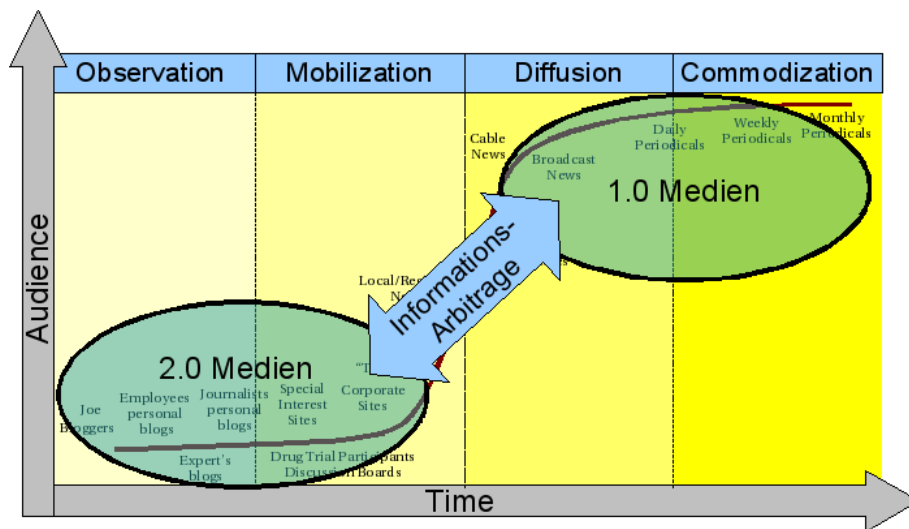 Observation
Mobilization
Diffusion
Commodization
Audience
Cable
News
Broadcast
News
Daily
Periodicals
Weekly
Periodicals
Monthly
Periodicals
1.0 Medien
Informations-
Arbitrage
2.0 Medien
Joe
Bloggers
Employees
personal
blogs
Journalists
personal
blogs
Special
Interest
Sites
Corporate
Sites
Expert's
blogs
Drug Trial Participants
Discussion Boards
Time